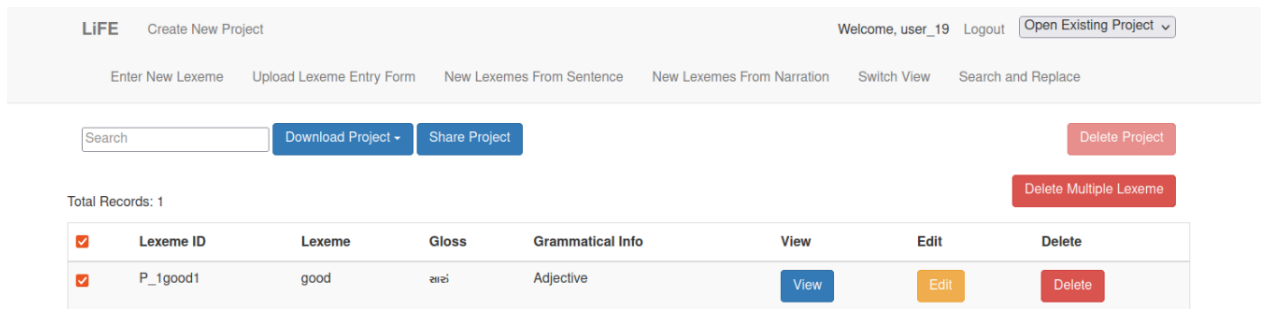 LiFE Create New Project Welcome, user_19 Logout Open Existing Project
Enter New Lexeme Upload Lexeme Entry Form New Lexemes From Sentence New Lexemes From Narration Switch View Search and Replace
Search Download Project Share Project Delete Project
Delete Multiple Lexeme
Total Records: 1
Lexeme ID Lexeme Gloss Grammatical Info View Edit Delete
P_1good1 good સારાં Adjective View Edit Delete